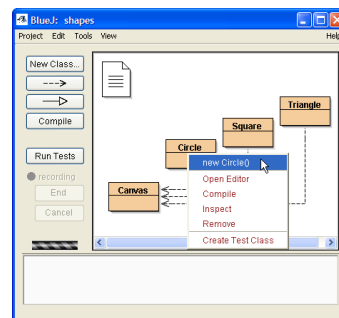 BlueJ: shapes
Project Edit Tools View Help
New Class...
Compile
Run Tests
recording
End
Cancel
Triangle
Square
Circle
Canvas
new Circle()
Open Editor
Compile
Inspect
Remove
Create Test Class